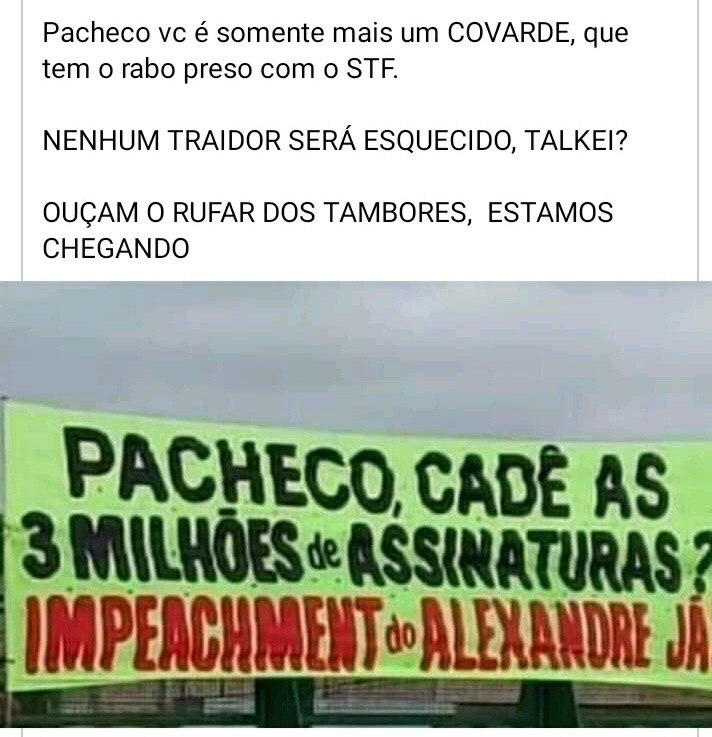 Pacheco vc é somente mais um COVARDE, que
tem o rabo preso com o STF.
NENHUM TRAIDOR SERÁ ESQUECIDO, TALKEI?
OUÇAM O RUFAR DOS TAMBORES, ESTAMOS
CHEGANDO
PACHECO, CADÊ AS
3 MILHÕES de ASSINATURAS?
IMPEACHMENT do ALEXANDRE JÁ